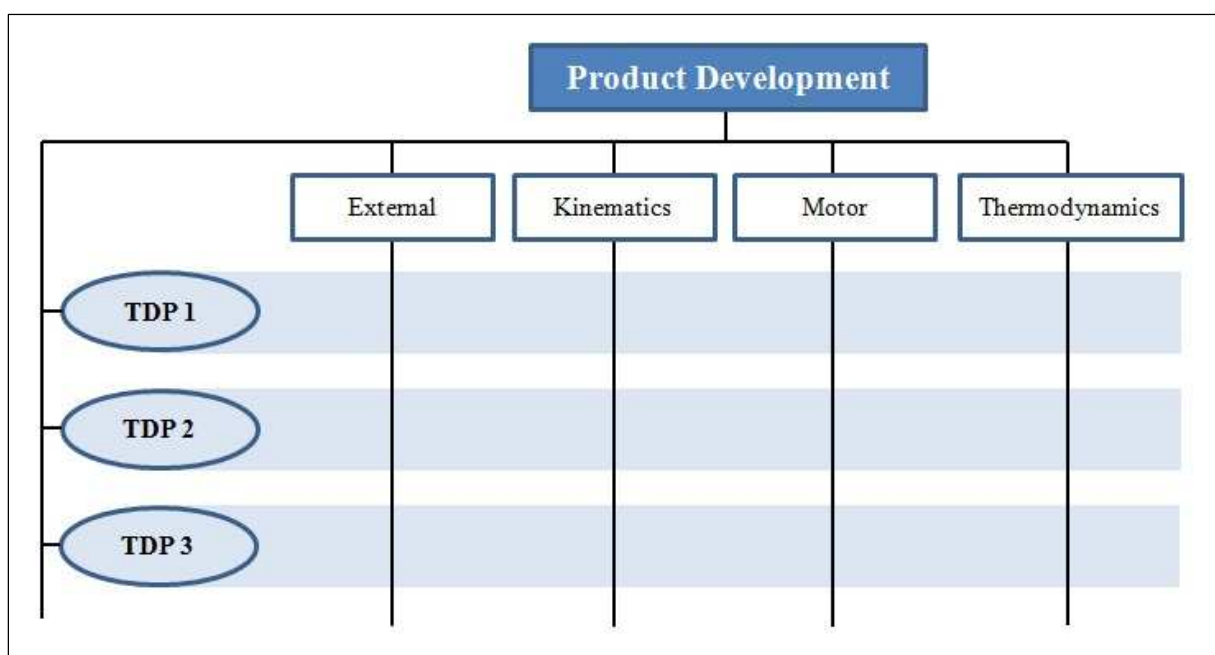 Product Development
External
Kinematics
Motor
Thermodynamics
TDP 1
TDP 2
TDP 3